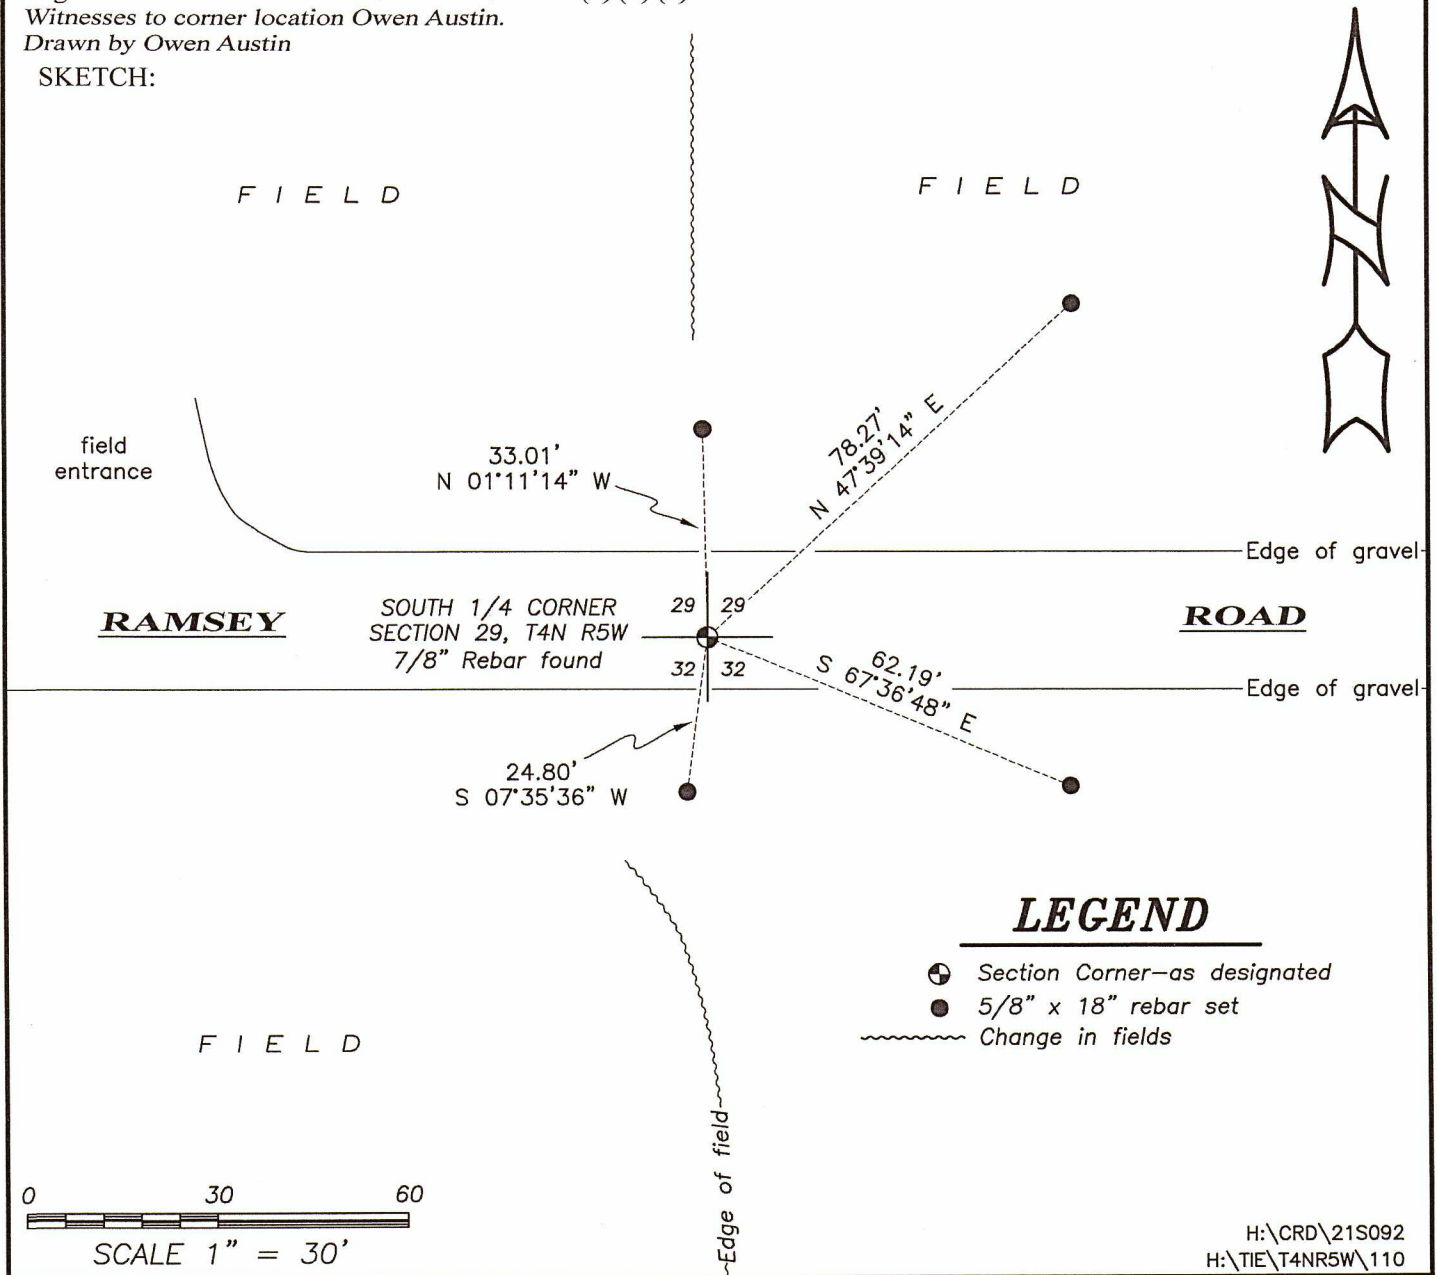 Witnesses to corner location Owen Austin.
Drawn by Owen Austin
SKETCH:
FIELD
FIELD
N
field
entrance
33.01'
N 01°11'14" W
78.27'
N 47°39'14" E
Edge of gravel
RAMSEY
SOUTH 1/4 CORNER
SECTION 29, T4N R5W
7/8" Rebar found
29 29
32 32
ROAD
62.19'
S 67°36'48" E
Edge of gravel
24.80'
S 07°35'36" W
LEGEND
Section Corner-as designated
5/8" x 18" rebar set
Change in fields
FIELD
Edge of field
0 30 60
SCALE 1" = 30'
H:\CRD\21S092
H:\TIE\T4NR5W\110